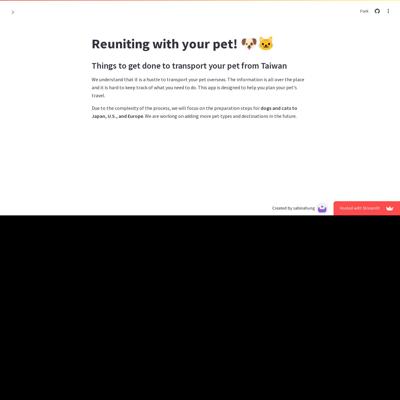 Fork
Reuniting with your pet! 🐶🐱
Things to get done to transport your pet from Taiwan
We understand that it is a hustle to transport your pet overseas. The information is all over the place
and it is hard to keep track of what you need to do. This app is designed to help you plan your pet's
travel.
Due to the complexity of the process, we will focus on the preparation steps for dogs and cats to
Japan, U.S., and Europe. We are working on adding more pet types and destinations in the future.
Created by sabinahung
Hosted with Streamlit